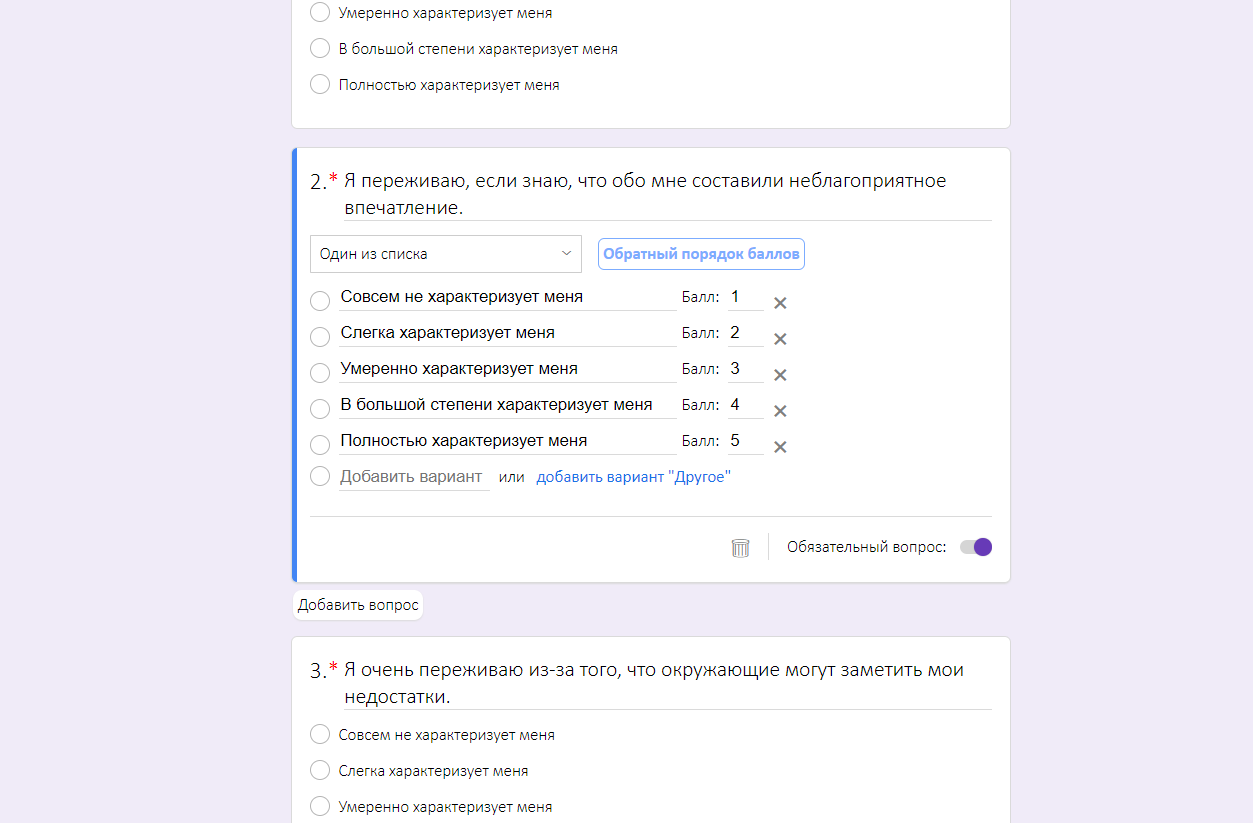 Умеренно характеризует меня
В большой степени характеризует меня
Полностью характеризует меня
2.* Я переживаю, если знаю, что обо мне составили неблагоприятное
впечатление.
Один из списка Обратный порядок баллов
Совсем не характеризует меня Балл: 1
Слегка характеризует меня Балл: 2
Умеренно характеризует меня Балл: 3
В большой степени характеризует меня Балл: 4
Полностью характеризует меня Балл: 5
Добавить вариант или добавить вариант "Другое"
Обязательный вопрос:
Добавить вопрос
3.* Я очень переживаю из-за того, что окружающие могут заметить мои
недостатки.
Совсем не характеризует меня
Слегка характеризует меня
Умеренно характеризует меня